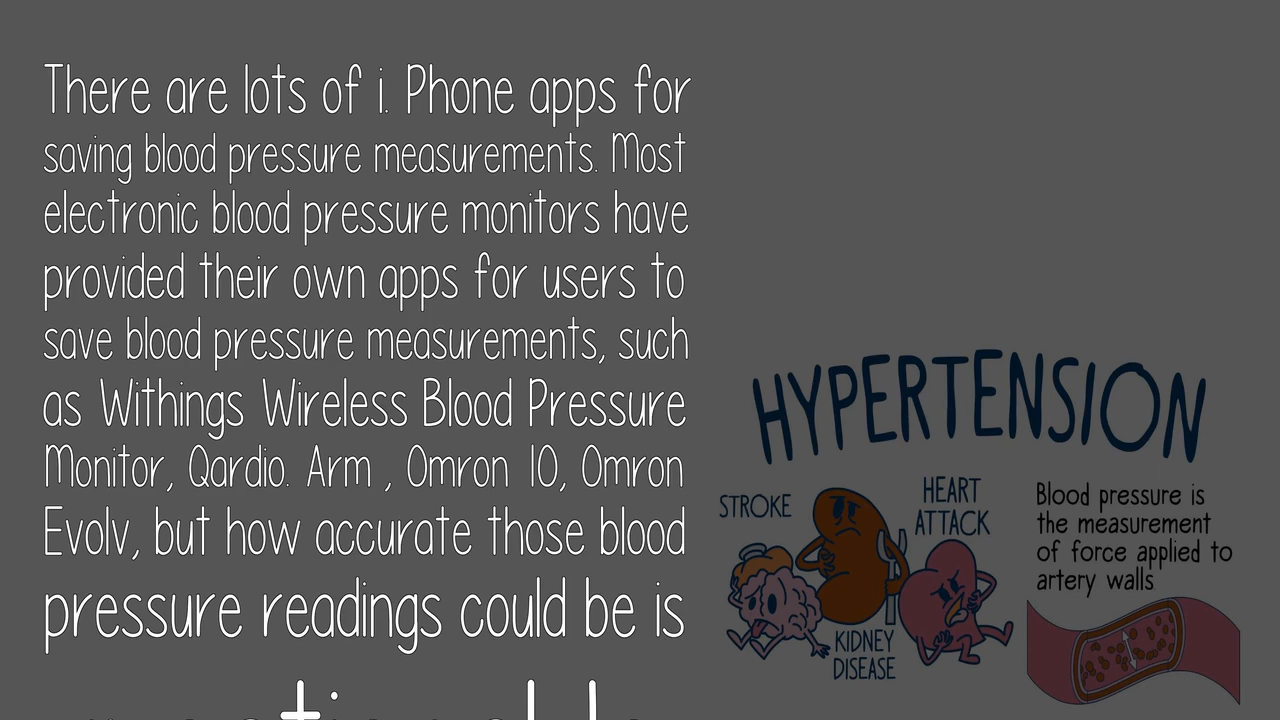 There are lots of i. Phone apps for
saving blood pressure measurements. Most
electronic blood pressure monitors have
provided their own apps for users to
save blood pressure measurements, such
as Withings Wireless Blood Pressure
Monitor, Qardio. Arm , Omron 10, Omron
Evolv, but how accurate those blood
pressure readings could be is
HYPERTENSION
STROKE
HEART
ATTACK
KIDNEY
DISEASE
Blood pressure is
the measurement
of force applied to
artery walls